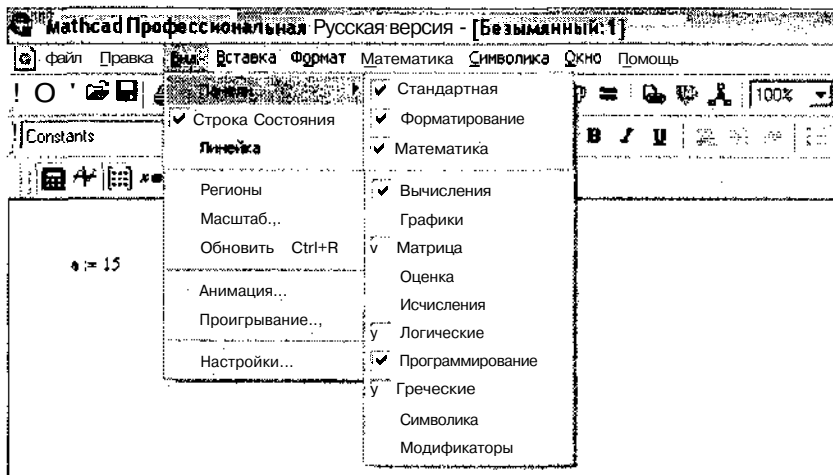 Mathcad Профессиональная Русская версия - [Безымянный:1]
файл Правка Вид Вставка Формат Математика Символика Окно Помощь
100%
Constants
B I U
x=
a := 15
Панели
Строка Состояния
Линейка
Регионы
Масштаб...
Обновить Ctrl+R
Анимация...
Проигрывание...
Настройки...
Стандартная
Форматирование
Математика
Вычисления
Графики
Матрица
Оценка
Исчисления
Логические
Программирование
Греческие
Символика
Модификаторы